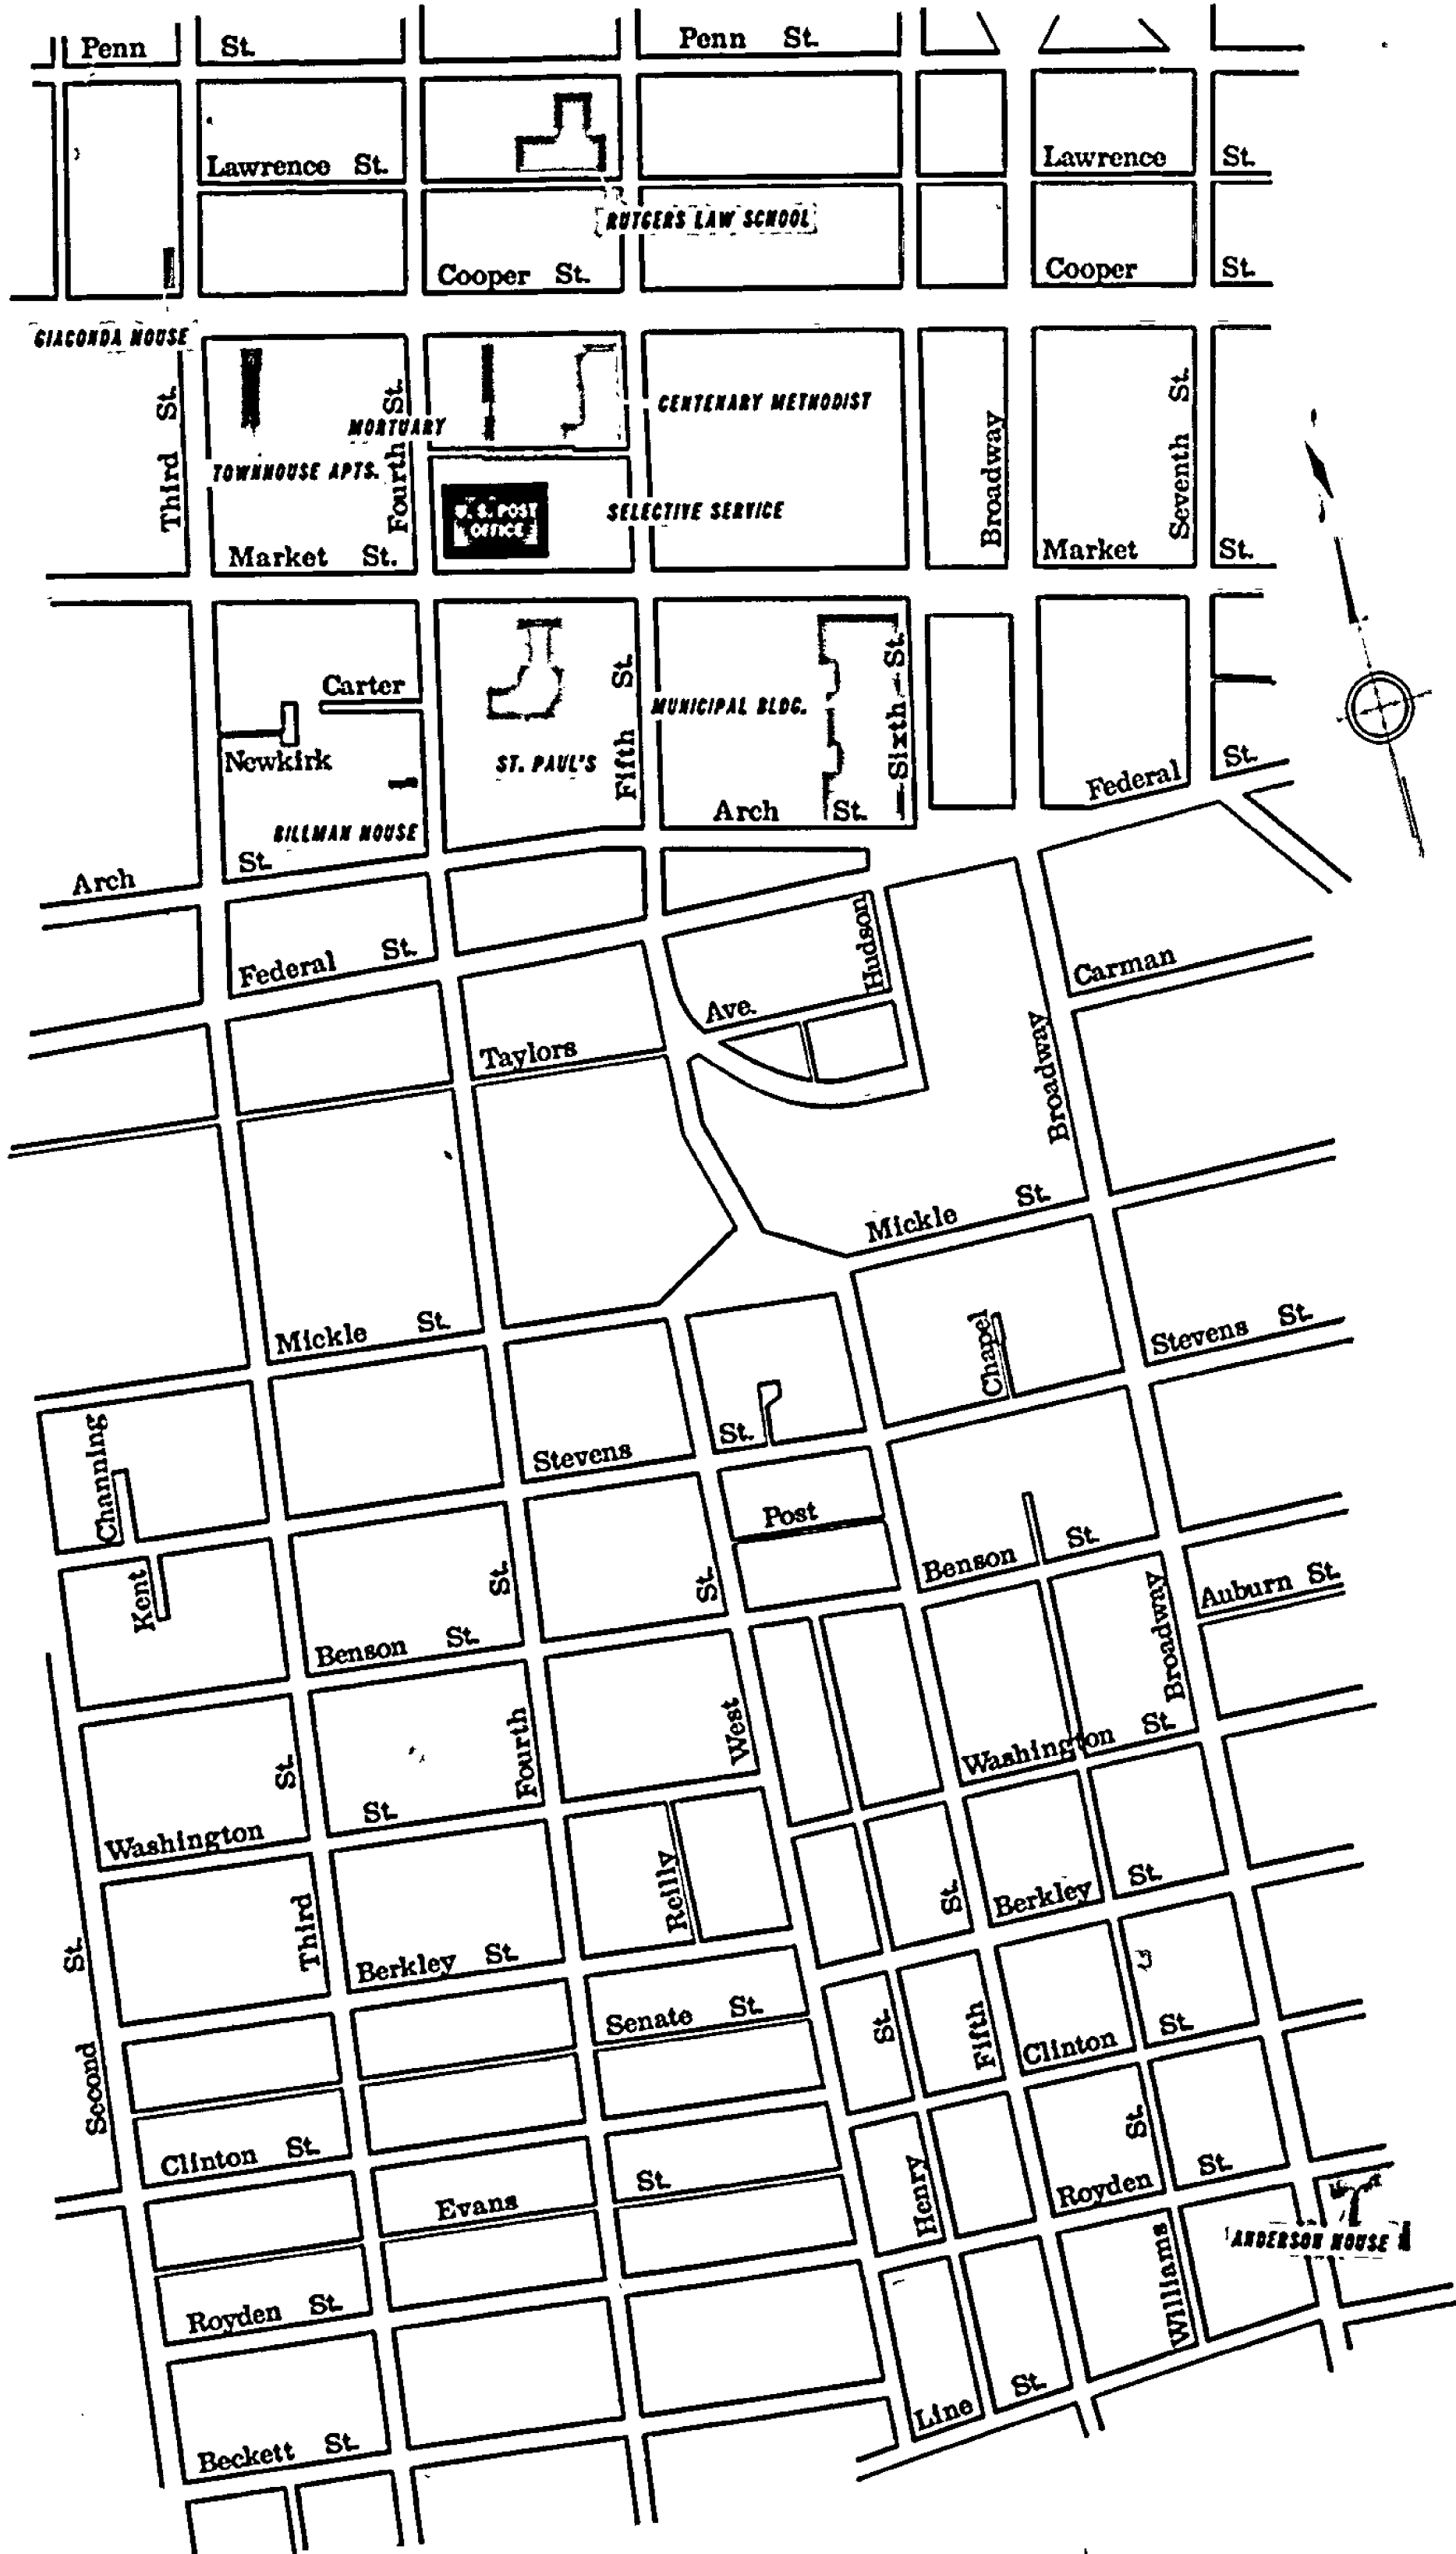 Penn St. Penn St.
Lawrence St. Lawrence St.
RUTGERS LAW SCHOOL
Cooper St. Cooper St.
GIACONDA HOUSE
Third St.
Fourth St.
MORTUARY
TOWNHOUSE APTS.
CENTENARY METHODIST
Broadway
Seventh St.
U.S. POST
OFFICE
SELECTIVE SERVICE
Market St. Market St.
Carter
Newkirk
BILLMAN HOUSE
ST. PAUL'S
Fifth St.
MUNICIPAL BLDG.
Sixth St.
Arch St.
Federal St.
Arch St.
Federal St.
Hudson
Ave.
Carman
Taylors
Broadway
Mickle St.
Mickle St.
Chapel
Stevens St.
Channing
Stevens St.
Post
Kent
St.
St.
Benson St.
Auburn St.
Benson St.
Broadway
Fourth
West
Washington St.
St.
Washington St.
Reilly
St.
Berkley St.
Third
Berkley St.
Second St.
Senate St.
St.
Fifth
Clinton St.
Clinton St.
Evans St.
Henry
St.
Royden St.
ANDERSON HOUSE
Williams
Royden St.
Line St.
Beckett St.